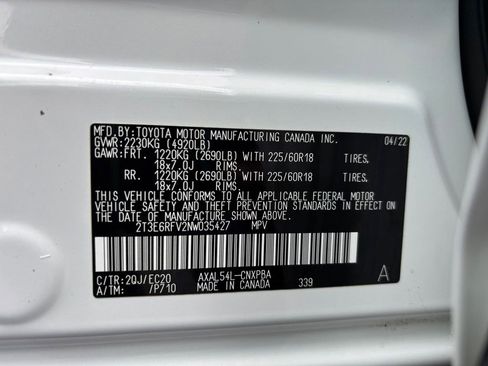 MFD. BY: TOYOTA MOTOR MANUFACTURING CANADA INC. 04/22
GVWR: 2230KG (4920LB)
GAWR: FRT. 1220KG (2690LB) WITH 225/60R18 TIRES.
18x7.0J RIMS.
RR. 1220KG (2690LB) WITH 225/60R18 TIRES.
18x7.0J RIMS.
THIS VEHICLE CONFORMS TO ALL APPLICABLE FEDERAL MOTOR
VEHICLE SAFETY AND THEFT PREVENTION STANDARDS IN EFFECT ON
THE DATE OF MANUFACTURE SHOWN ABOVE.
2T3E6RFV2NW035427 MPV
C/TR: 2QJ/EC20 AXAL54L-CNXPBA A
A/TM: /P710 MADE IN CANADA 339